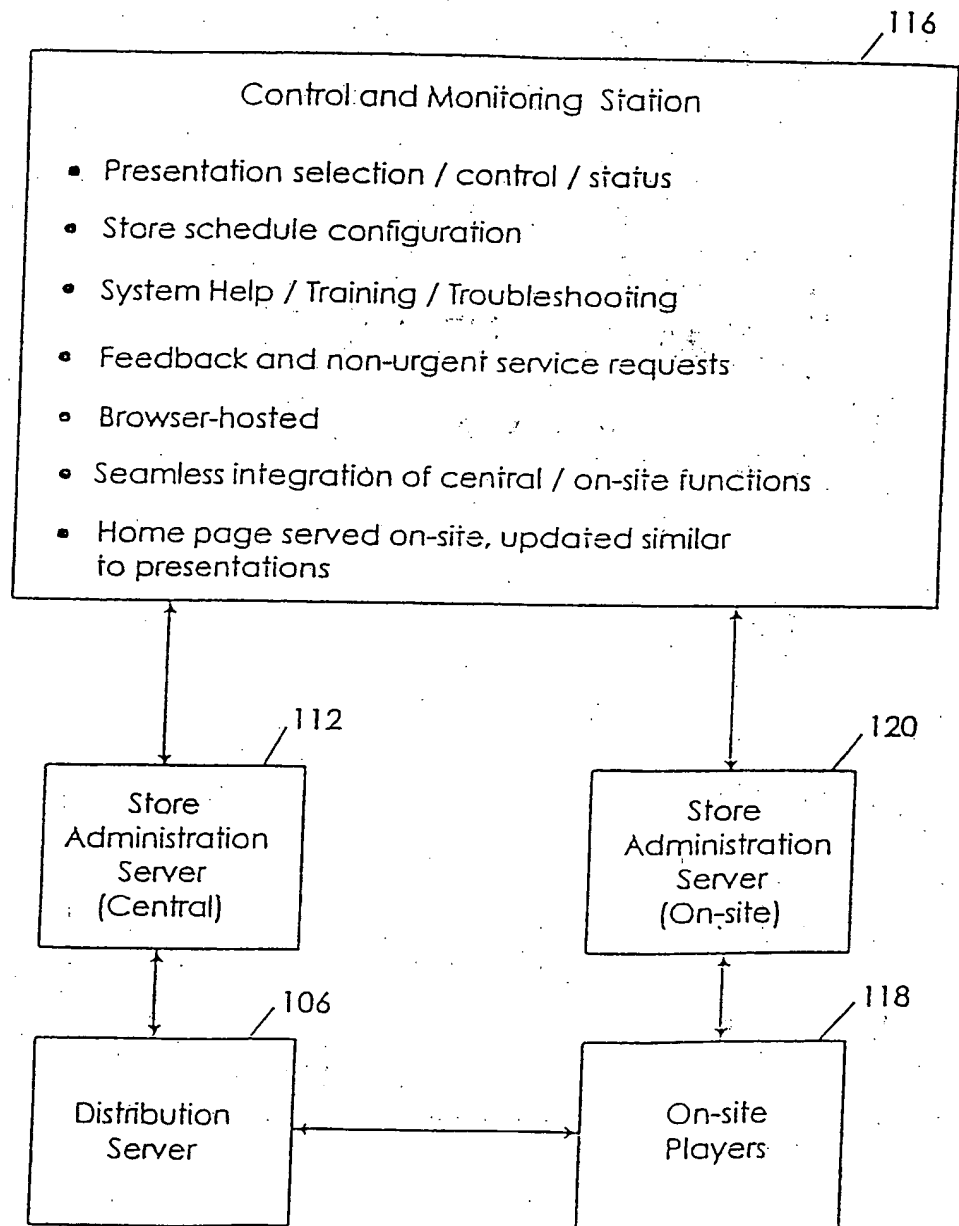 116
Control and Monitoring Station
• Presentation selection / control / status
• Store schedule configuration
• System Help / Training / Troubleshooting
• Feedback and non-urgent service requests
• Browser-hosted
• Seamless integration of central / on-site functions
• Home page served on-site, updated similar
to presentations
112
120
Store
Administration
Server
(Central)
Store
Administration
Server
(On-site)
106
118
Distribution
Server
On-site
Players